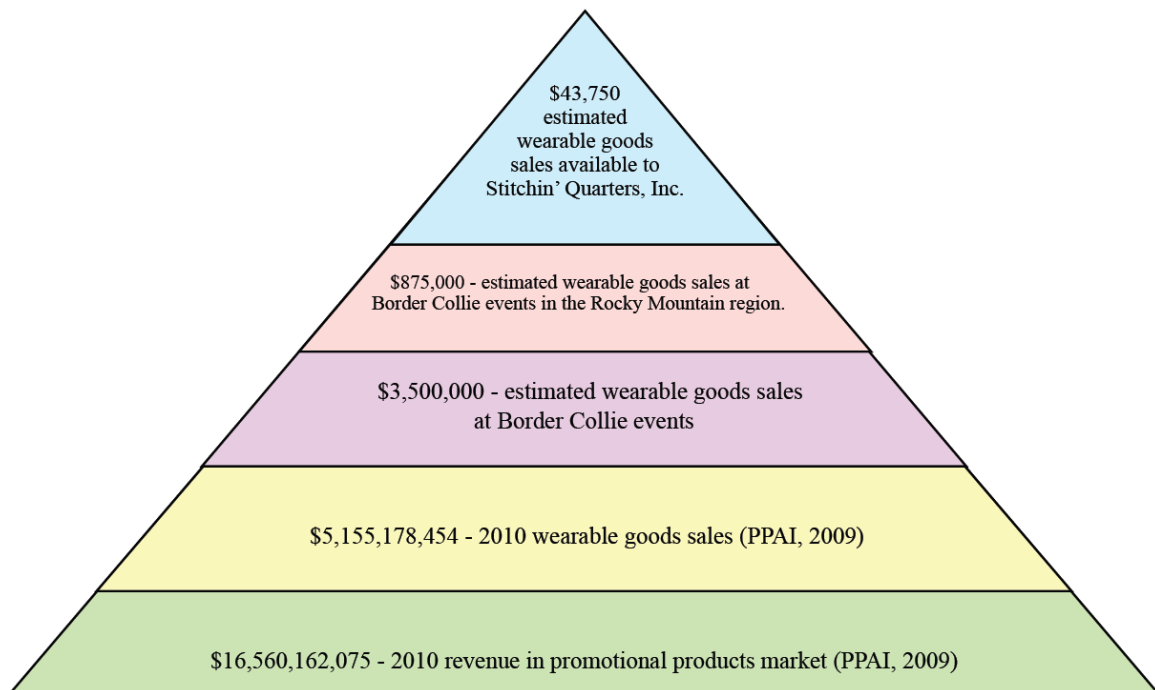 $43,750
estimated
wearable goods
sales available to
Stitchin’ Quarters, Inc.
$875,000 - estimated wearable goods sales at
Border Collie events in the Rocky Mountain region.
$3,500,000 - estimated wearable goods sales
at Border Collie events
$5,155,178,454 - 2010 wearable goods sales (PPAI, 2009)
$16,560,162,075 - 2010 revenue in promotional products market (PPAI, 2009)